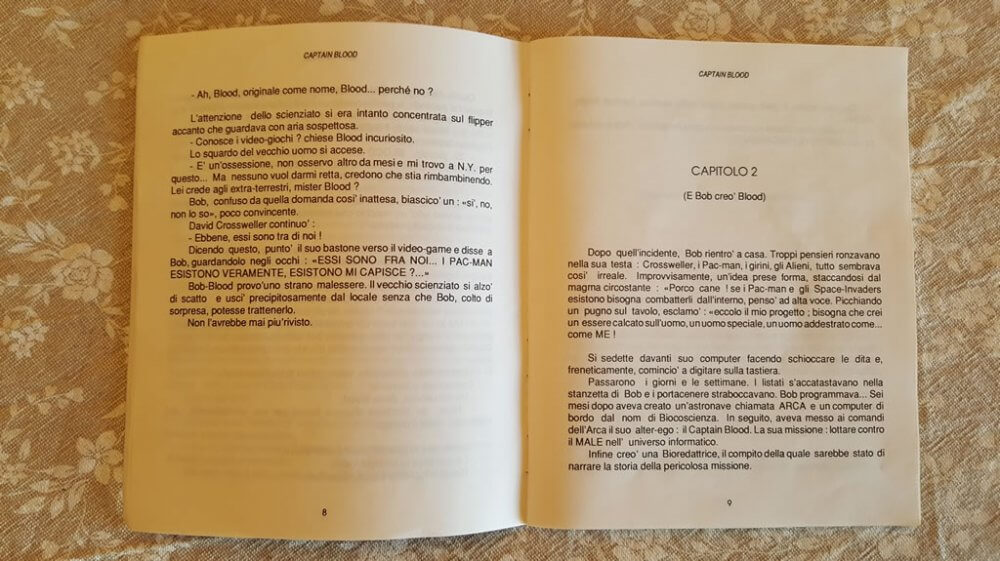 CAPTAIN BLOOD
- Ah, Blood, originale come nome, Blood... perché no ?
L'attenzione dello scienziato si era intanto concentrata sul flipper
accanto che guardava con aria sospettosa.
- Conosce i video-giochi ? chiese Blood incuriosito.
Lo squardo del vecchio uomo si accese.
- E' un'ossessione, non osservo altro da mesi e mi trovo a N.Y. per
questo... Ma nessuno vuol darmi retta, credono che stia rimbambinendo.
Lei crede agli extra-terrestri, mister Blood ?
Bob, confuso da quella domanda cosi' inattesa, biascico' un : «si', no,
non lo so», poco convincente.
David Crossweller continuo' :
- Ebbene, essi sono tra di noi !
Dicendo questo, punto' il suo bastone verso il video-game e disse a
Bob, guardandolo negli occhi : «ESSI SONO FRA NOI... I PAC-MAN
ESISTONO VERAMENTE, ESISTONO MI CAPISCE ?...»
Bob-Blood provo'uno strano malessere. Il vecchio scienziato si alzo'
di scatto e usci' precipitosamente dal locale senza che Bob, colto di
sorpresa, potesse trattenerlo.
Non l'avrebbe mai piu'rivisto.
8
CAPTAIN BLOOD
CAPITOLO 2
(E Bob creo' Blood)
Dopo quell'incidente, Bob rientro' a casa. Troppi pensieri ronzavano
nella sua testa : Crossweller, i Pac-man, i girini, gli Alieni, tutto sembrava
cosi' irreale. Improvvisamente, un'idea prese forma, staccandosi dal
magma circostante : «Porco cane ! se i Pac-man e gli Space-Invaders
esistono bisogna combatterli dall'interno, penso' ad alta voce. Picchiando
un pugno sul tavolo, esclamo' : «eccolo il mio progetto ; bisogna che crei
un essere calcato sull'uomo, un uomo speciale, un uomo addestrato come...
come ME !
Si sedette davanti suo computer facendo schioccare le dita e,
freneticamente, comincio' a digitare sulla tastiera.
Passarono i giorni e le settimane. I listati s'accatastavano nella
stanzetta di Bob e i portacenere straboccavano. Bob programmava... Sei
mesi dopo aveva creato un'astronave chiamata ARCA e un computer di
bordo dal nom di Biocoscienza. In seguito, aveva messo ai comandi
dell'Arca il suo alter-ego : il Captain Blood. La sua missione : lottare contro
il MALE nell' universo informatico.
Infine creo' una Bioredattrice, il compito della quale sarebbe stato di
narrare la storia della pericolosa missione.
9